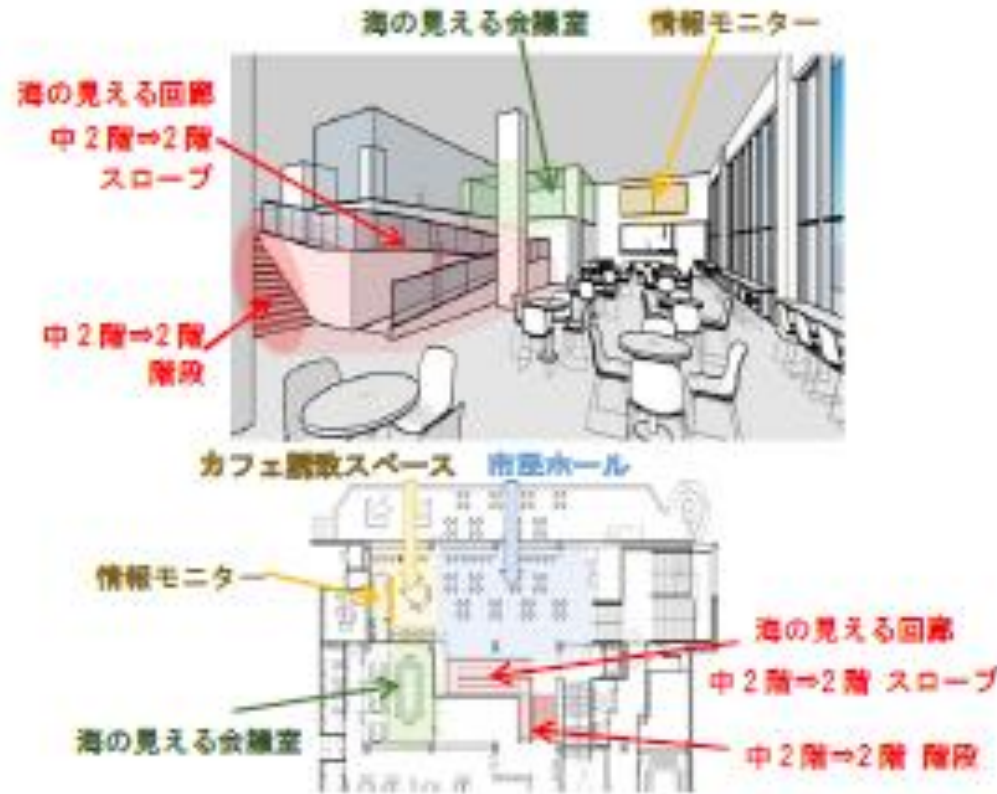 海の見える会議室
情報モニター
海の見える回廊
中2階⇒2階
スロープ
中2階⇒2階
階段
カフェ談話スペース
市民ホール
情報モニター
海の見える回廊
中2階⇒2階 スロープ
海の見える会議室
中2階⇒2階 階段